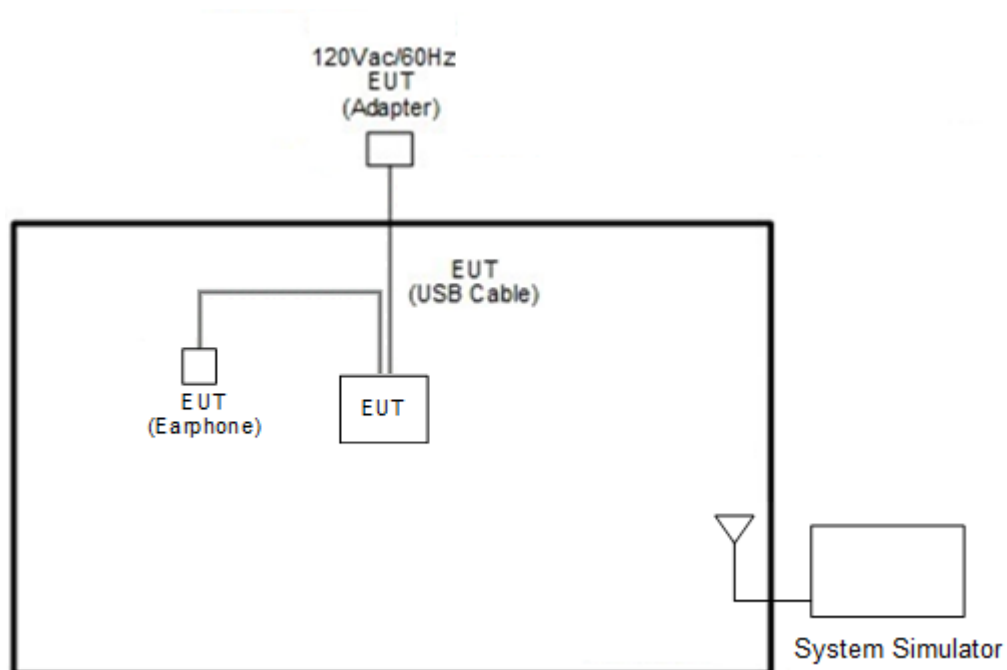 120Vac/60Hz
EUT
(Adapter)
EUT
(USB Cable)
EUT
(Earphone)
EUT
System Simulator